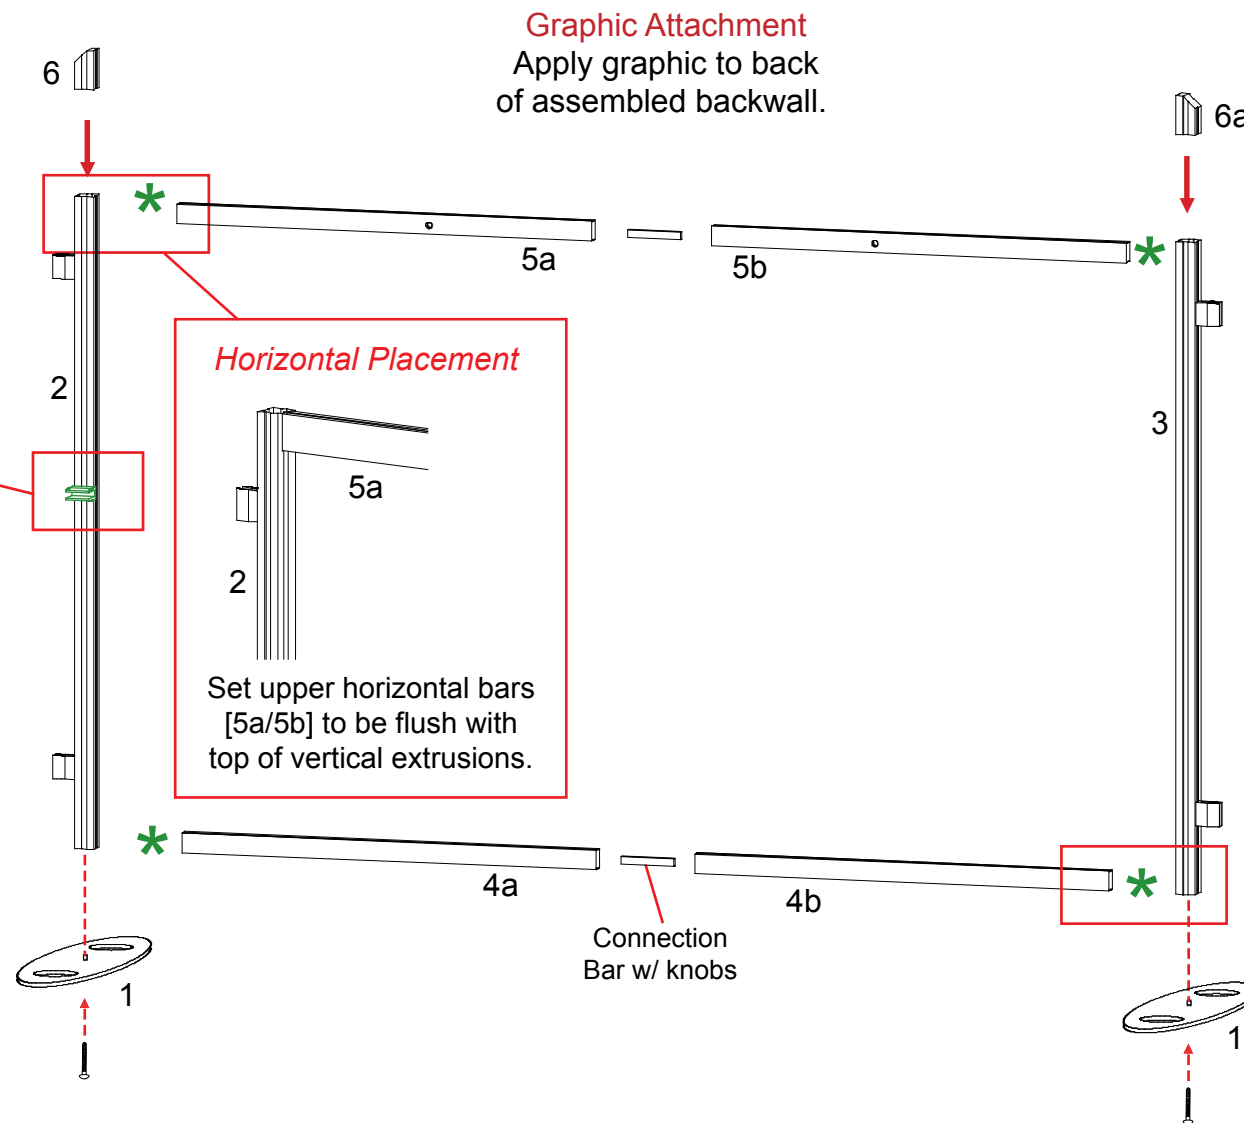 Graphic Attachment
Apply graphic to back
of assembled backwall.
6
6a
*
5a
5b
*
Horizontal Placement
2
3
5a
2
Set upper horizontal bars
[5a/5b] to be flush with
top of vertical extrusions.
*
4a
4b
*
Connection
Bar w/ knobs
1
1